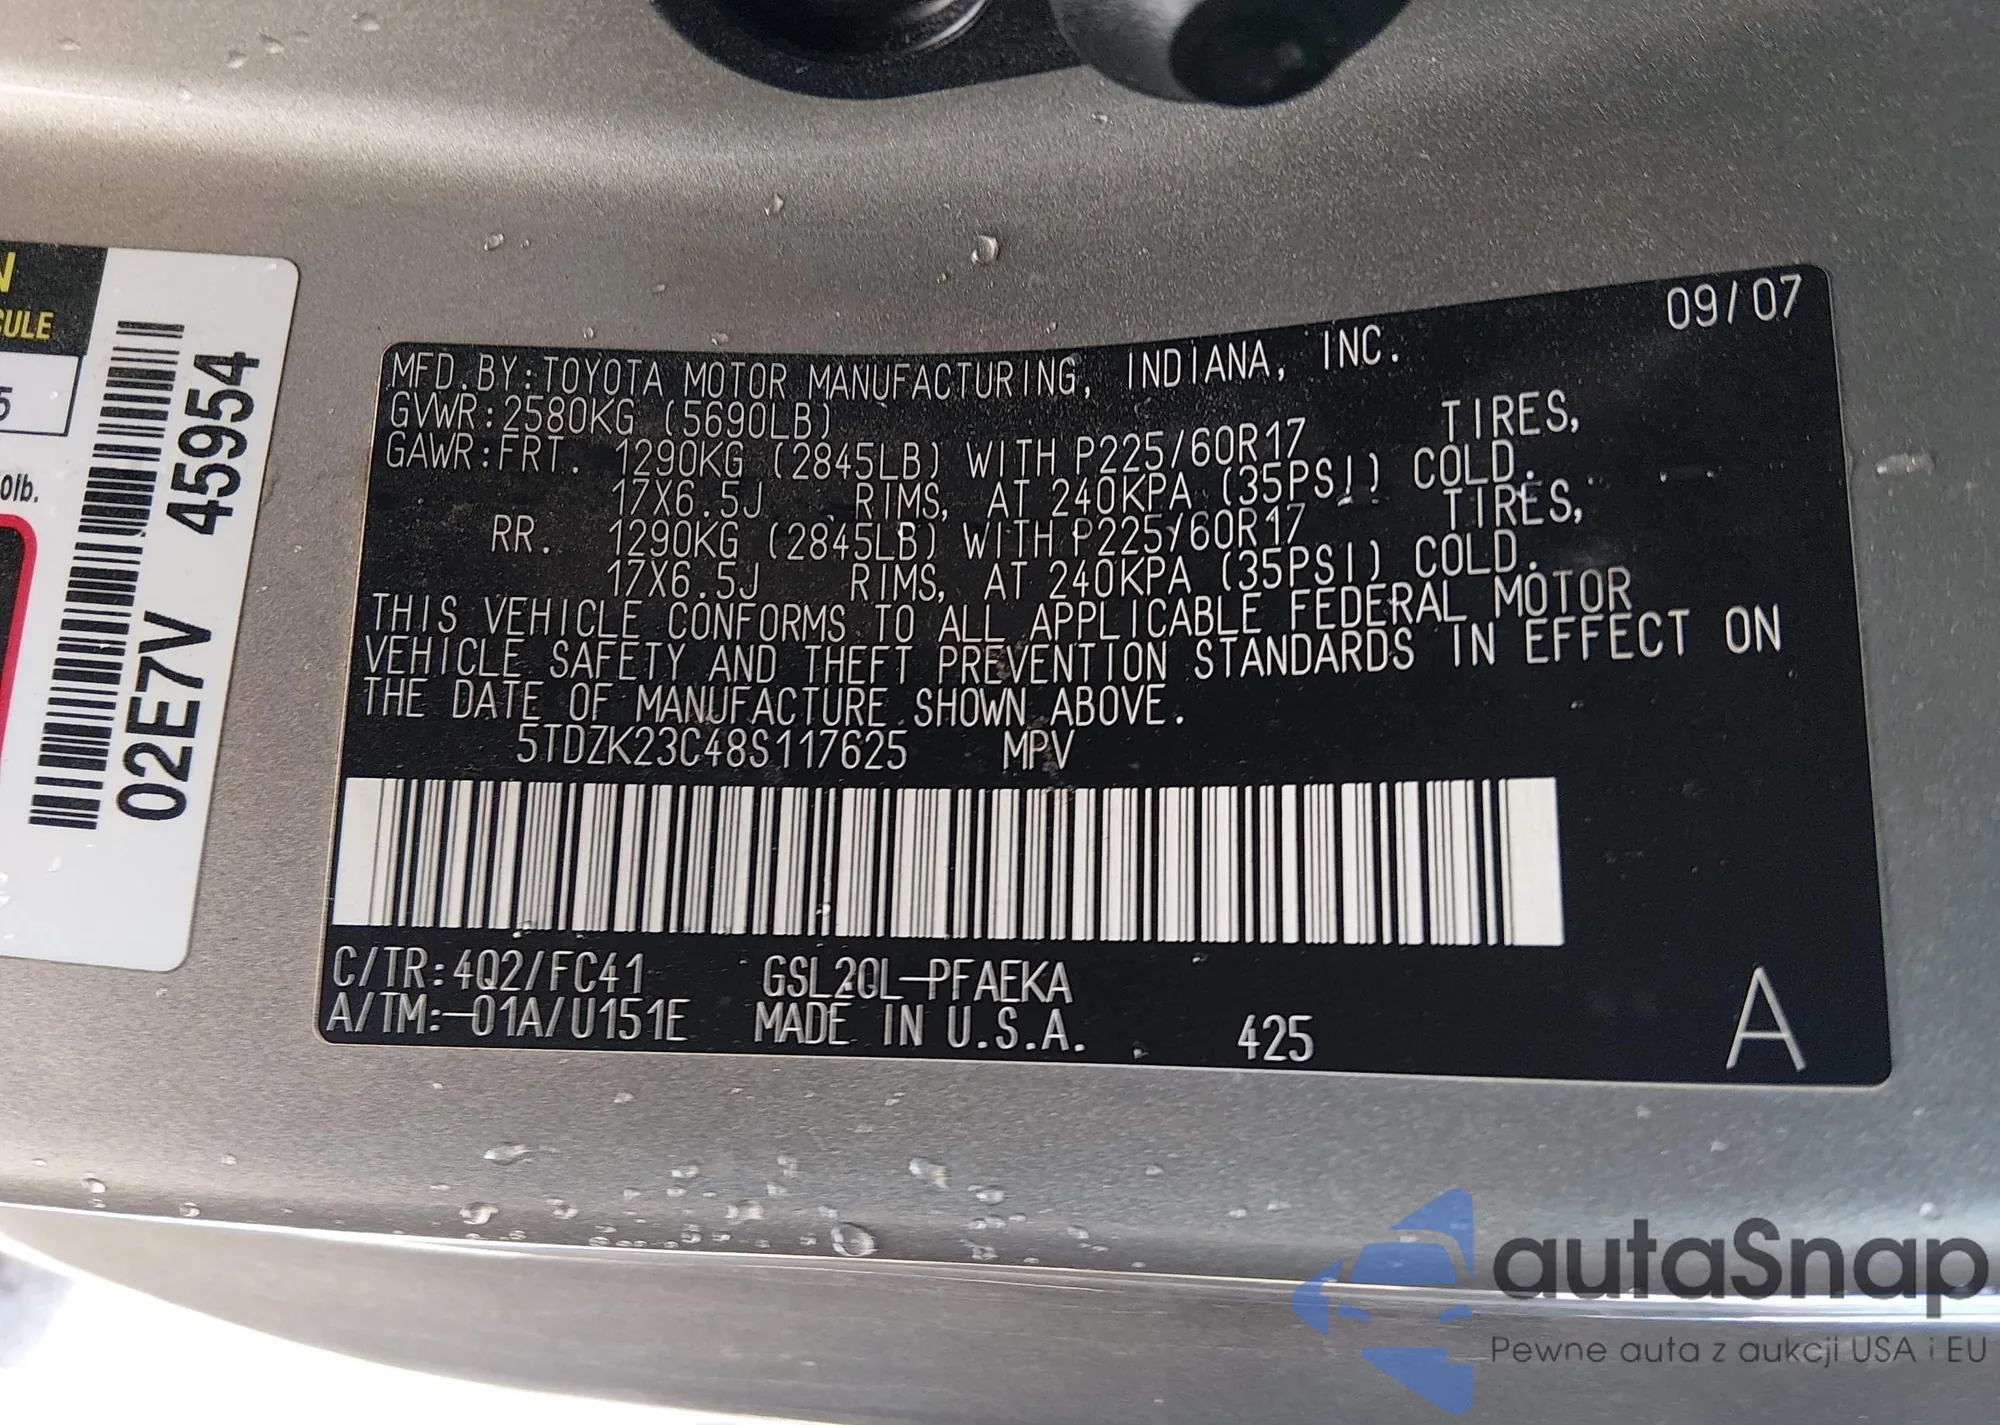 N
CULE
5
0lb.
02E7V 45954
09/07
MFD.BY:TOYOTA MOTOR MANUFACTURING, INDIANA, INC.
GVWR:2580KG (5690LB)
GAWR:FRT. 1290KG (2845LB) WITH P225/60R17 TIRES,
17X6.5J RIMS, AT 240KPA (35PSI) COLD.
RR. 1290KG (2845LB) WITH P225/60R17 TIRES,
17X6.5J RIMS, AT 240KPA (35PSI) COLD.
THIS VEHICLE CONFORMS TO ALL APPLICABLE FEDERAL MOTOR
VEHICLE SAFETY AND THEFT PREVENTION STANDARDS IN EFFECT ON
THE DATE OF MANUFACTURE SHOWN ABOVE.
5TDZK23C48S117625 MPV
C/TR:4Q2/FC41 GSL20L-PFAEKA
A/TM:-01A/U151E MADE IN U.S.A. 425 A
autaSnap
Pewne auta z aukcji USA i EU